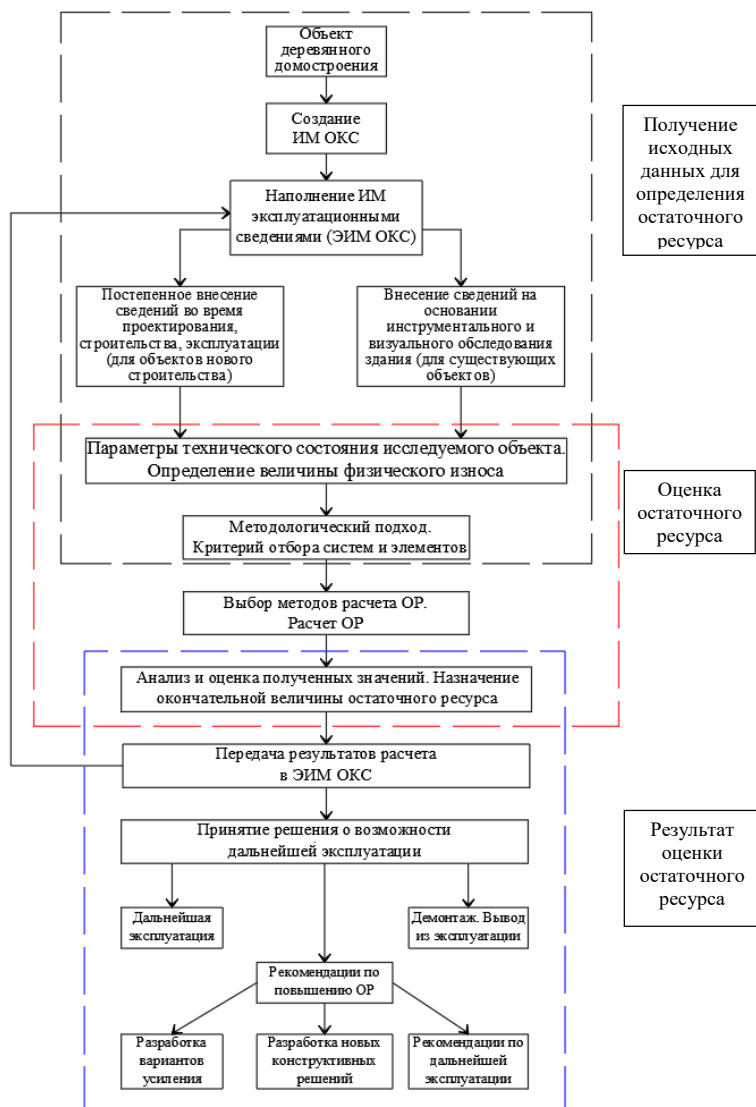 Объект
деревянного
домостроения
Создание
ИМ ОКС
Наполнение ИМ
эксплуатационными
сведениями (ЭИМ ОКС)
Постепенное внесение
сведений во время
проектирования,
строительства, эксплуатации
(для объектов нового
строительства)
Внесение сведений на
основании
инструментального и
визуального обследования
здания (для существующих
объектов)
Получение
исходных
данных для
определения
остаточного
ресурса
Параметры технического состояния исследуемого объекта.
Определение величины физического износа
Методологический подход.
Критерий отбора систем и элементов
Оценка
остаточного
ресурса
Выбор методов расчета ОР.
Расчет ОР
Анализ и оценка полученных значений. Назначение
окончательной величины остаточного ресурса
Передача результатов расчета
в ЭИМ ОКС
Принятие решения о возможности
дальнейшей эксплуатации
Результат
оценки
остаточного
ресурса
Дальнейшая
эксплуатация
Демонтаж. Вывод
из эксплуатации
Рекомендации по
повышению ОР
Разработка
вариантов
усиления
Разработка новых
конструктивных
решений
Рекомендации по
дальнейшей
эксплуатации